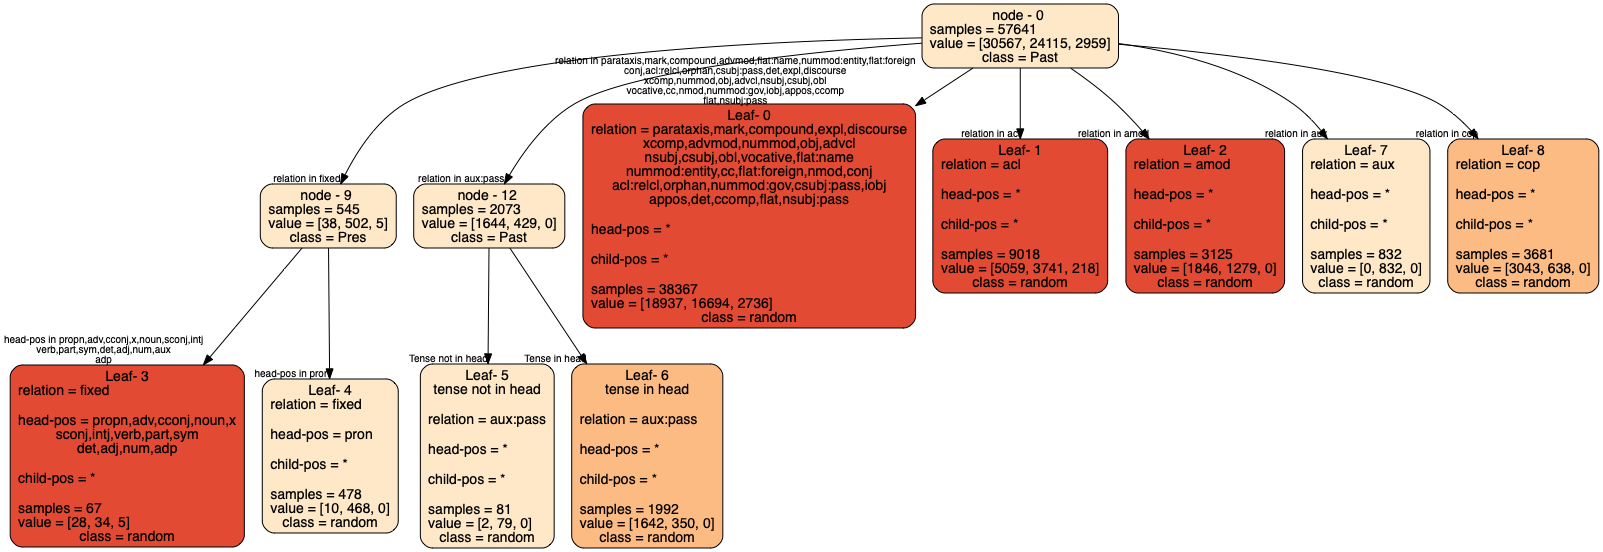 node - 0
samples = 57641
value = [30567, 24115, 2959]
class = Past
relation in parataxis,mark,compound,advmod,flat:name,nummod:entity,flat:foreign
conj,acl:relcl,orphan,csubj:pass,det,expl,discourse
xcomp,nummod,obj,advcl,nsubj,csubj,obl
vocative,cc,nmod,nummod:gov,iobj,appos,ccomp
flat,nsubj:pass
Leaf- 0
relation = parataxis,mark,compound,expl,discourse
xcomp,advmod,nummod,obj,advcl
nsubj,csubj,obl,vocative,flat:name
nummod:entity,cc,flat:foreign,nmod,conj
acl:relcl,orphan,nummod:gov,csubj:pass,iobj
appos,det,ccomp,flat,nsubj:pass
head-pos = *
child-pos = *
samples = 38367
value = [18937, 16694, 2736]
class = random
relation in acl
Leaf- 1
relation = acl
head-pos = *
child-pos = *
samples = 9018
value = [5059, 3741, 218]
class = random
relation in amod
Leaf- 2
relation = amod
head-pos = *
child-pos = *
samples = 3125
value = [1846, 1279, 0]
class = random
relation in aux
Leaf- 7
relation = aux
head-pos = *
child-pos = *
samples = 832
value = [0, 832, 0]
class = random
relation in cop
Leaf- 8
relation = cop
head-pos = *
child-pos = *
samples = 3681
value = [3043, 638, 0]
class = random
relation in fixed
node - 9
samples = 545
value = [38, 502, 5]
class = Pres
relation in aux:pass
node - 12
samples = 2073
value = [1644, 429, 0]
class = Past
head-pos in propn,adv,cconj,x,noun,sconj,intj
verb,part,sym,det,adj,num,aux
adp
Leaf- 3
relation = fixed
head-pos = propn,adv,cconj,noun,x
sconj,intj,verb,part,sym
det,adj,num,adp
child-pos = *
samples = 67
value = [28, 34, 5]
class = random
head-pos in pron
Leaf- 4
relation = fixed
head-pos = pron
child-pos = *
samples = 478
value = [10, 468, 0]
class = random
Tense not in head
Leaf- 5
tense not in head
relation = aux:pass
head-pos = *
child-pos = *
samples = 81
value = [2, 79, 0]
class = random
Tense in head
Leaf- 6
tense in head
relation = aux:pass
head-pos = *
child-pos = *
samples = 1992
value = [1642, 350, 0]
class = random